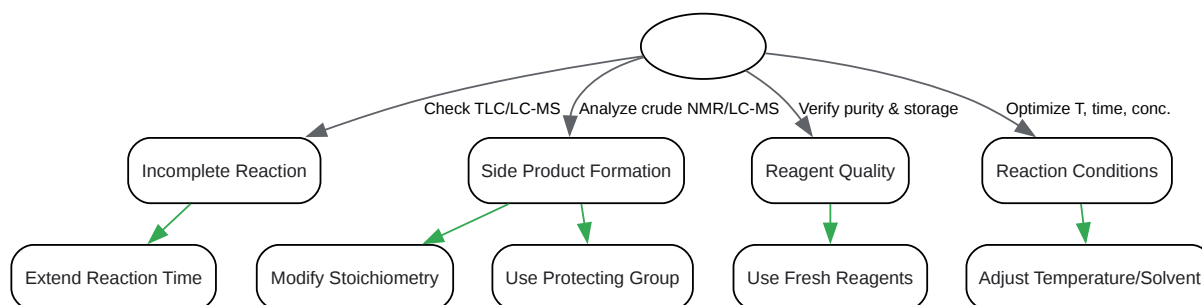 Check TLC/LC-MS
Analyze crude NMR/LC-MS
Verify purity & storage
Optimize T, time, conc.
Incomplete Reaction
Side Product Formation
Reagent Quality
Reaction Conditions
Extend Reaction Time
Modify Stoichiometry
Use Protecting Group
Use Fresh Reagents
Adjust Temperature/Solvent